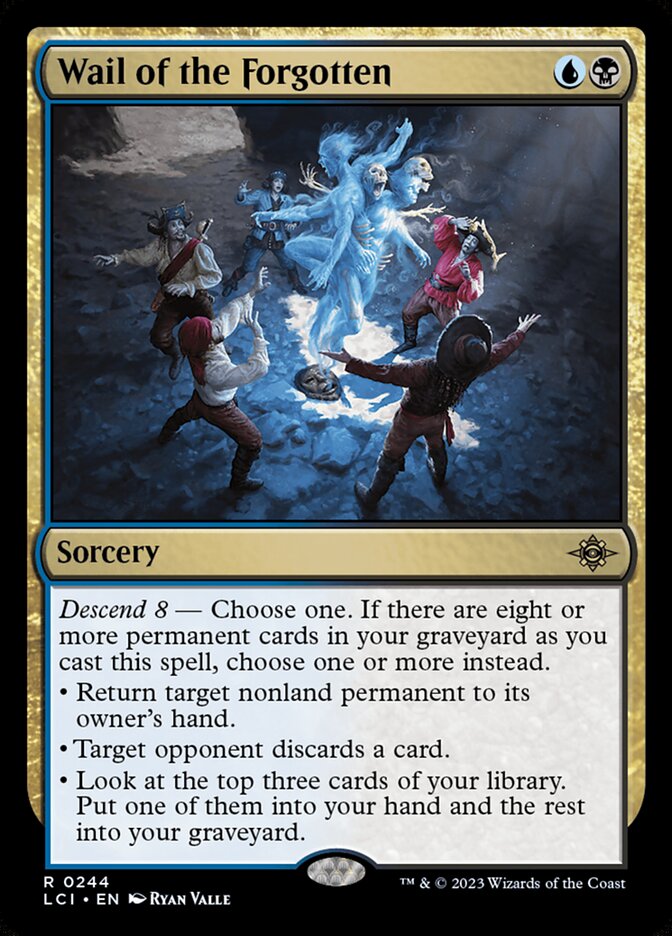 Wail of the Forgotten
Sorcery
Descend 8 — Choose one. If there are eight or
more permanent cards in your graveyard as you
cast this spell, choose one or more instead.
• Return target nonland permanent to its
owner's hand.
• Target opponent discards a card.
• Look at the top three cards of your library.
Put one of them into your hand and the rest
into your graveyard.
R 0244
LCI • EN Ryan Valle
™ & © 2023 Wizards of the Coast